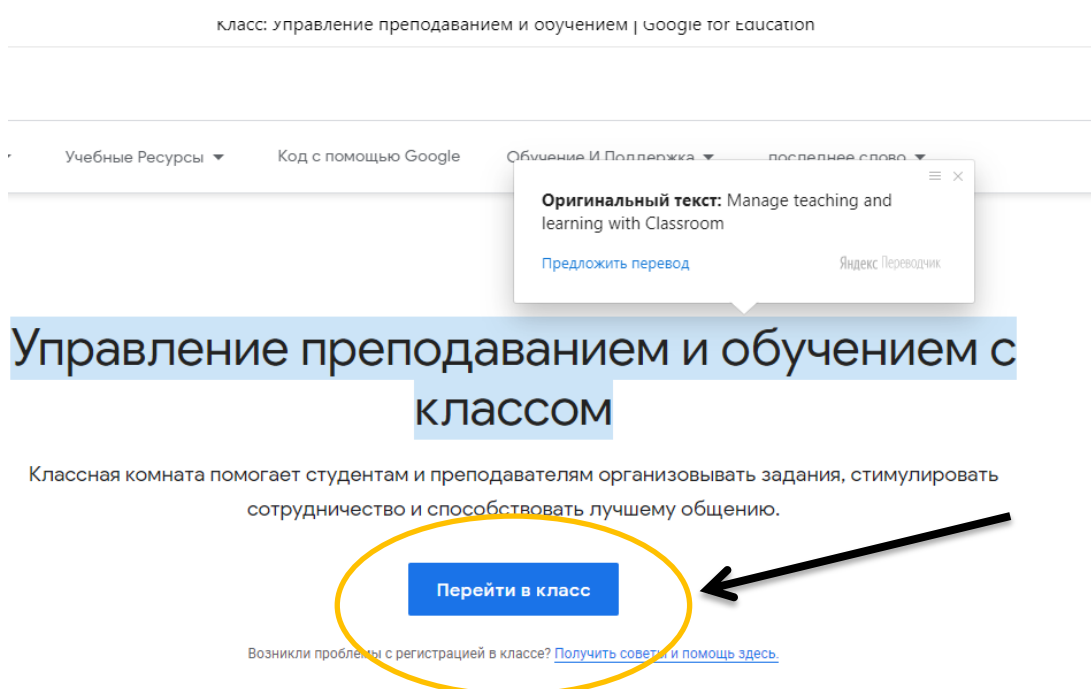 Класс: Управление преподаванием и обучением | Google for Education
Учебные Ресурсы
Код с помощью Google
Обучение И Поддержка
последнее слово
Оригинальный текст: Manage teaching and
learning with Classroom
Предложить перевод
Яндекс Переводчик
Управление преподаванием и обучением с
классом
Классная комната помогает студентам и преподавателям организовывать задания, стимулировать
сотрудничество и способствовать лучшему общению.
Перейти в класс
Возникли проблемы с регистрацией в классе? Получить советы и помощь здесь.